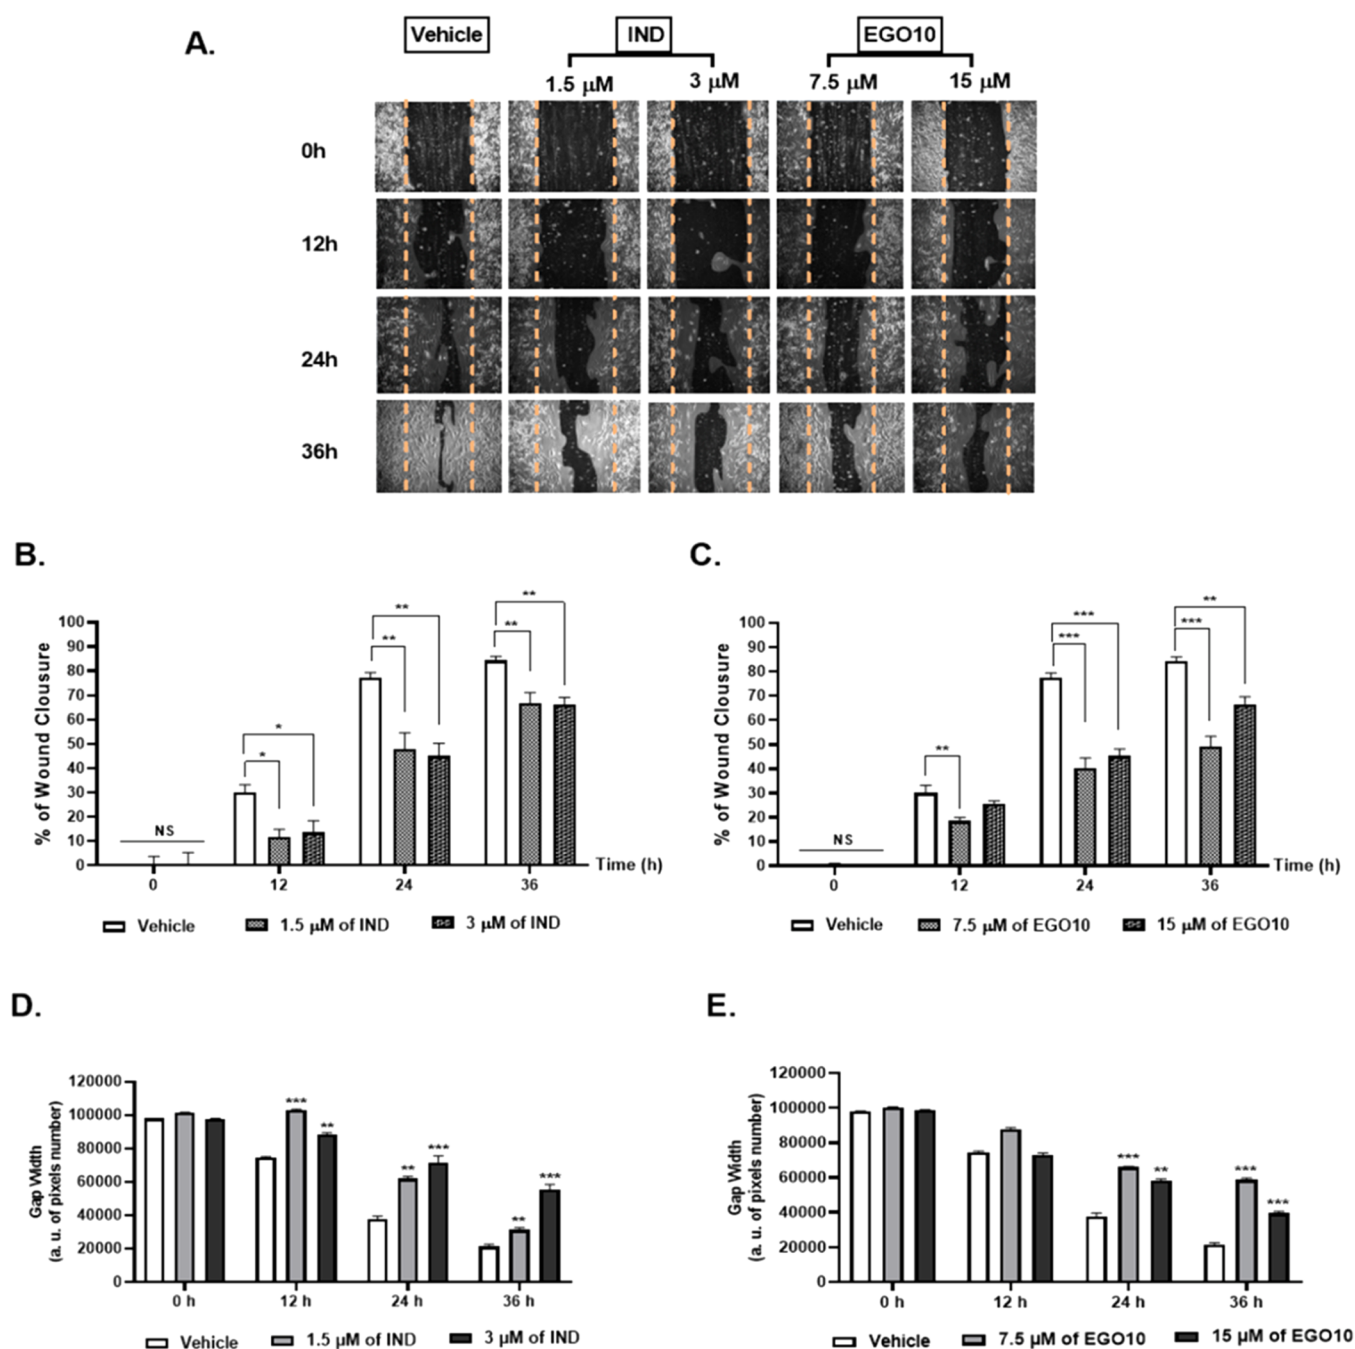 A.
Vehicle IND EGO10
1.5 μM 3 μM 7.5 μM 15 μM
0h
12h
24h
36h
B.
% of Wound Clousure
100
90
80
70
60
50
40
30
20
10
0
NS
* *
** **
** **
0 12 24 36 Time (h)
Vehicle 1.5 μM of IND 3 μM of IND
C.
% of Wound Clousure
100
90
80
70
60
50
40
30
20
10
0
NS
**
*** ***
*** **
0 12 24 36 Time (h)
Vehicle 7.5 μM of EGO10 15 μM of EGO10
D.
Gap Width
(a. u. of pixels number)
120000
100000
80000
60000
40000
20000
0
*** **
** ***
** ***
0 h 12 h 24 h 36 h
Vehicle 1.5 μM of IND 3 μM of IND
E.
Gap Width
(a. u. of pixels number)
120000
100000
80000
60000
40000
20000
0
*** **
*** ***
0 h 12 h 24 h 36 h
Vehicle 7.5 μM of EGO10 15 μM of EGO10